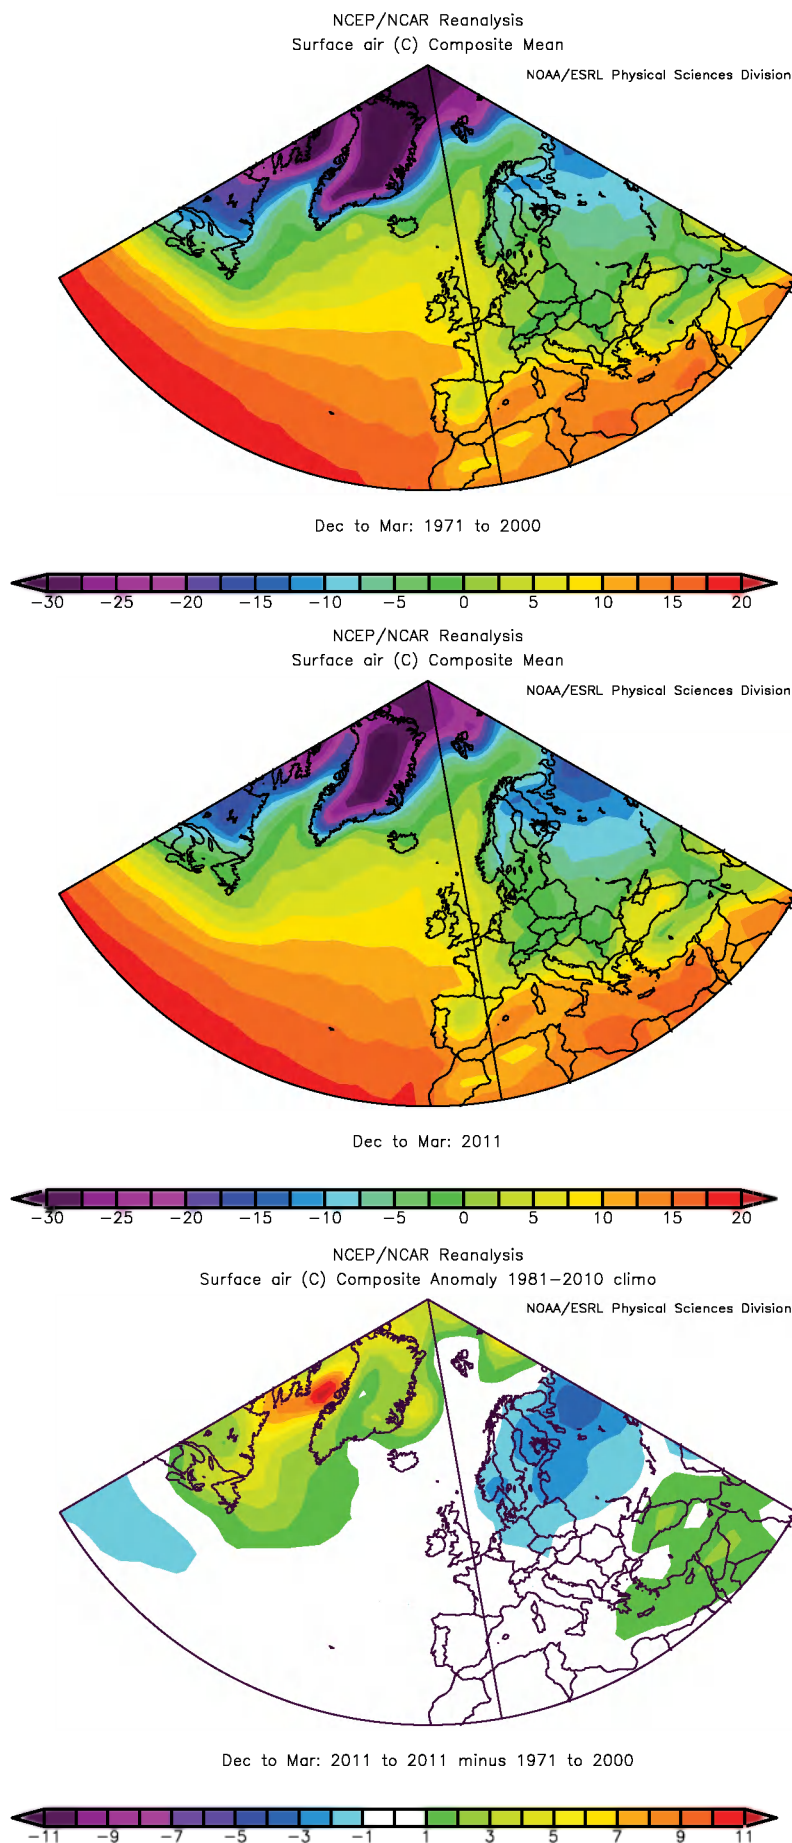 NCEP/NCAR Reanalysis
Surface air (C) Composite Mean
NOAA/ESRL Physical Sciences Division
Dec to Mar: 1971 to 2000
-30 -25 -20 -15 -10 -5 0 5 10 15 20
NCEP/NCAR Reanalysis
Surface air (C) Composite Mean
NOAA/ESRL Physical Sciences Division
Dec to Mar: 2011
-30 -25 -20 -15 -10 -5 0 5 10 15 20
NCEP/NCAR Reanalysis
Surface air (C) Composite Anomaly 1981-2010 climo
NOAA/ESRL Physical Sciences Division
Dec to Mar: 2011 to 2011 minus 1971 to 2000
-11 -9 -7 -5 -3 -1 1 3 5 7 9 11